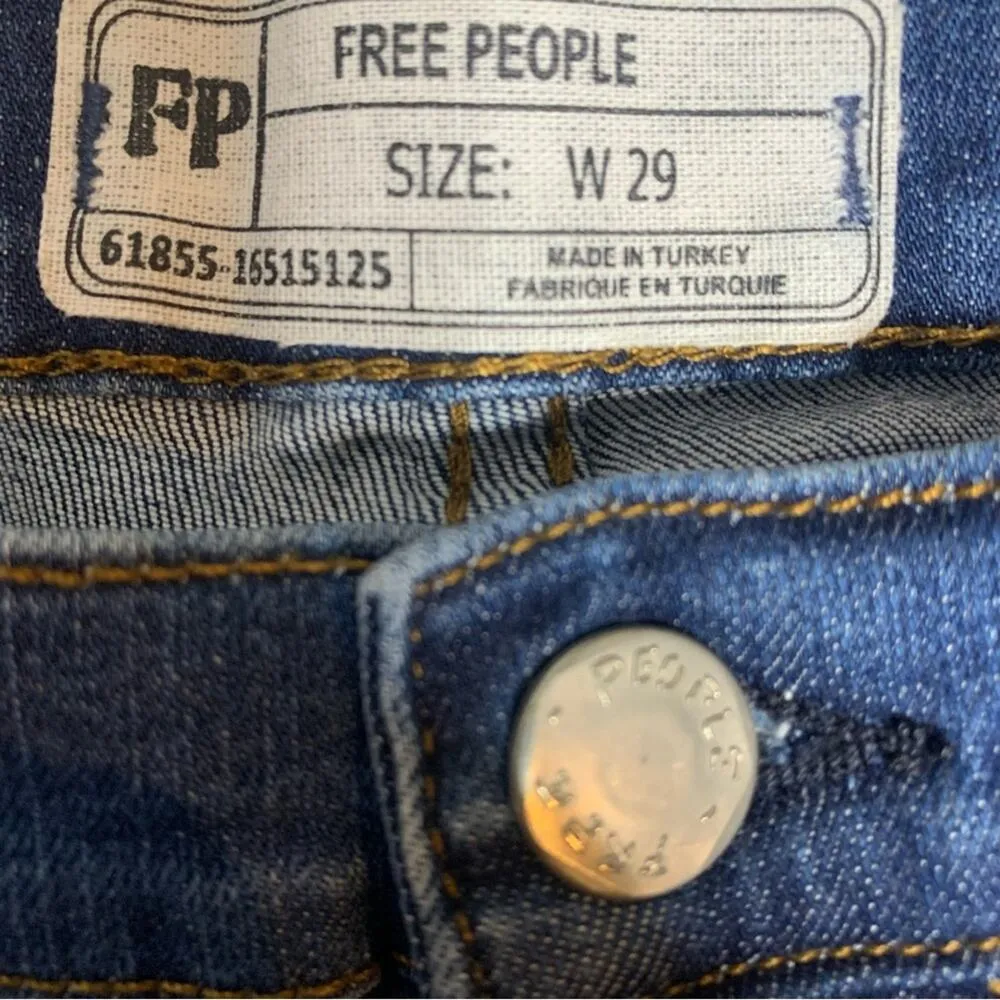 FP
FREE PEOPLE
SIZE: W 29
61855-16515125
MADE IN TURKEY
FABRIQUE EN TURQUIE
PEOPLE
FREE